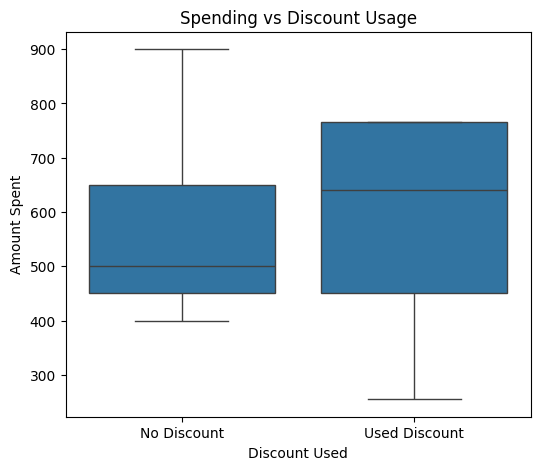 Spending vs Discount Usage
Amount Spent
900
800
700
600
500
400
300
No Discount
Used Discount
Discount Used